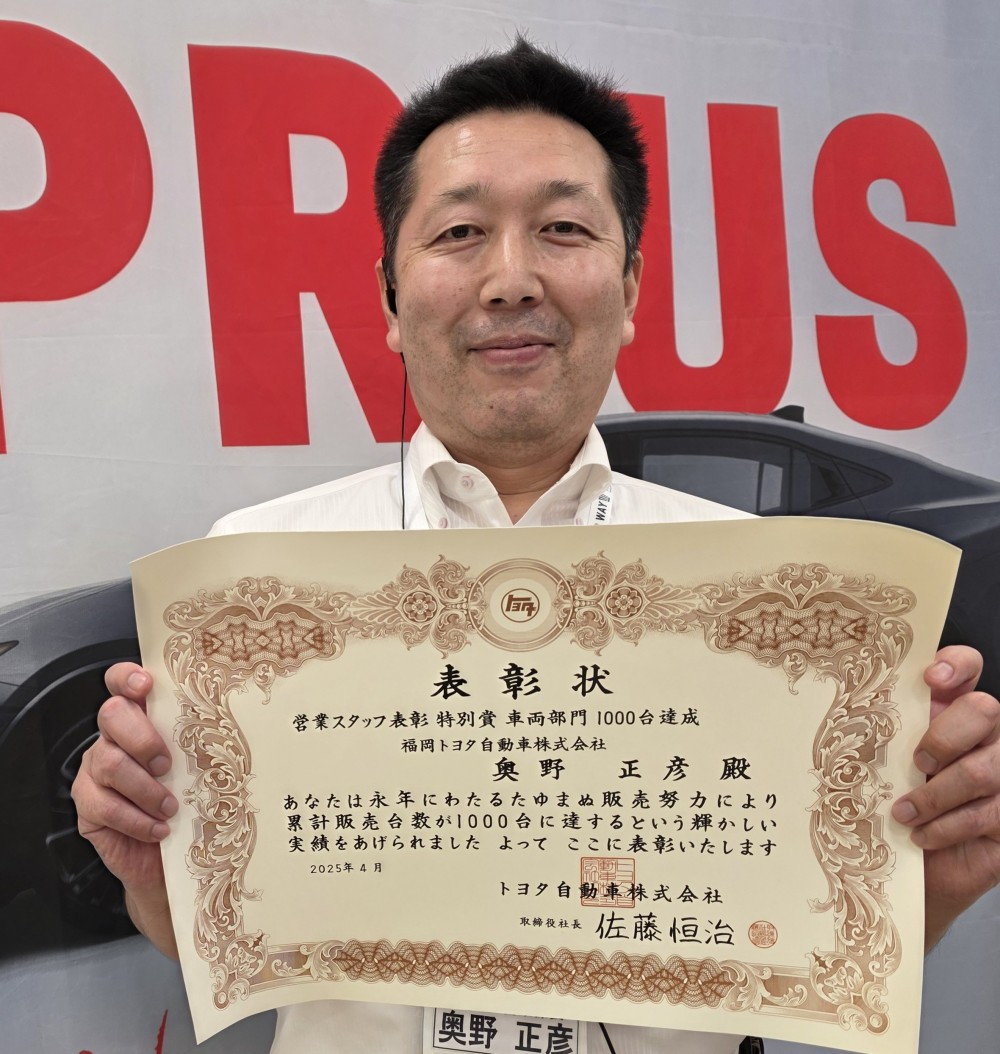 PRIUS
WAY
トヨタ
表彰状
営業スタッフ表彰 特別賞 車両部門 1000台達成
福岡トヨタ自動車株式会社
奥野 正彦 殿
あなたは永年にわたるたゆまぬ販売努力により
累計販売台数が1000台に達するという輝かしい
実績をあげられました よって ここに表彰いたします
2025年4月
トヨタ自動車株式会社
取締役社長 佐藤恒治
奥野 正彦